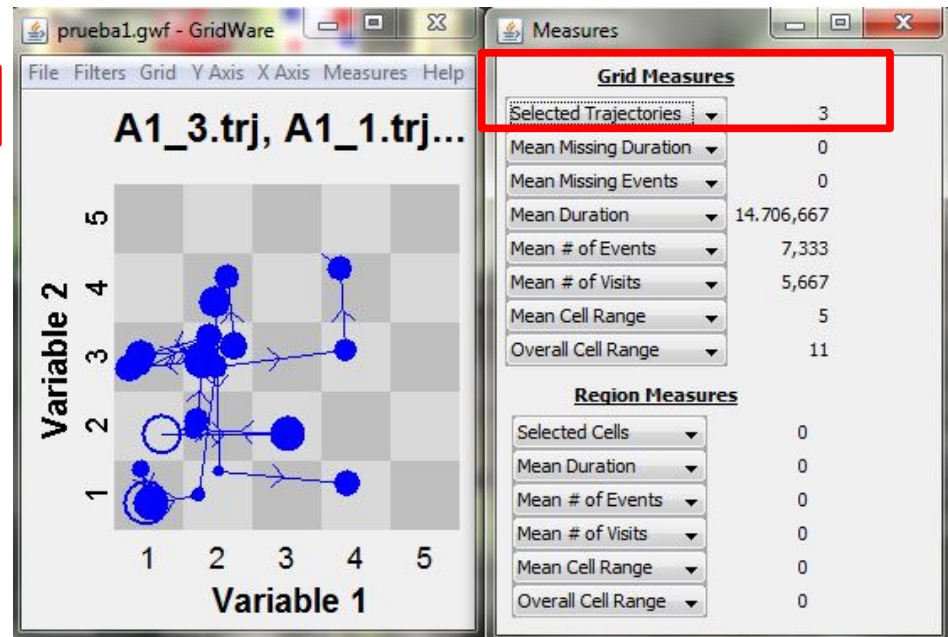 prueba1.gwf - GridWare
File Filters Grid Y Axis X Axis Measures Help
A1_3.trj, A1_1.trj...
Variable 2
5
4
3
2
1
1 2 3 4 5
Variable 1
Measures
Grid Measures
Selected Trajectories 3
Mean Missing Duration 0
Mean Missing Events 0
Mean Duration 14.706,667
Mean # of Events 7,333
Mean # of Visits 5,667
Mean Cell Range 5
Overall Cell Range 11
Region Measures
Selected Cells 0
Mean Duration 0
Mean # of Events 0
Mean # of Visits 0
Mean Cell Range 0
Overall Cell Range 0